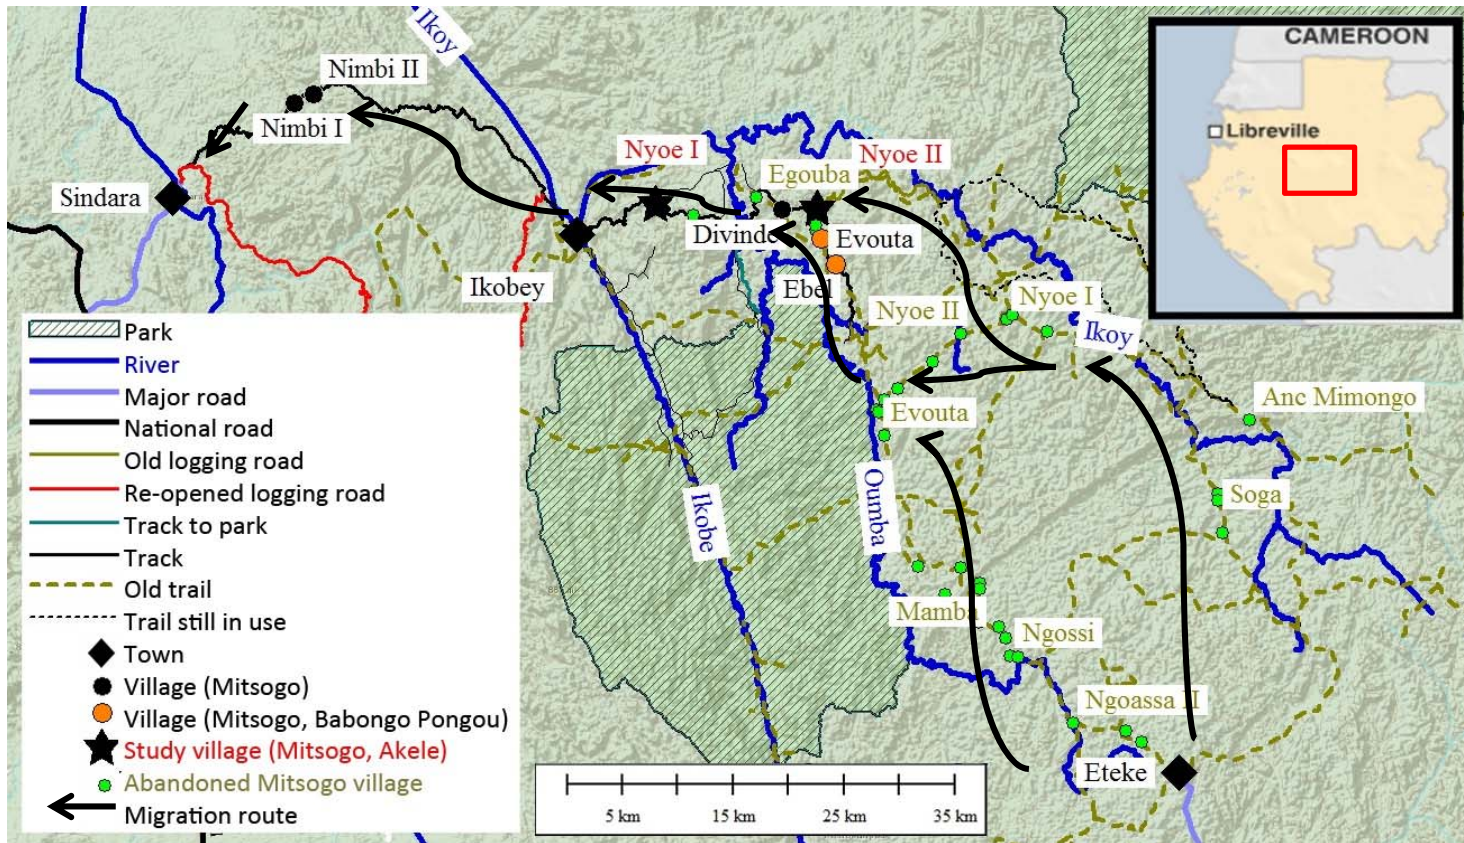 Ikoy
CAMEROON
Libreville
Nimbi II
Nimbi I
Nyoe I
Nyoe II
Egouba
Sindara
Divinde
Evouta
Ikobey
Ebel
Nyoe II
Nyoe I
Ikoy
Evouta
Anc Mimongo
Soga
Ikobe
Oumba
Mamba
Ngossi
Ngoassa II
Eteke
Park
River
Major road
National road
Old logging road
Re-opened logging road
Track to park
Track
Old trail
Trail still in use
Town
Village (Mitsogo)
Village (Mitsogo, Babongo Pongou)
Study village (Mitsogo, Akele)
Abandoned Mitsogo village
Migration route
5 km 15 km 25 km 35 km